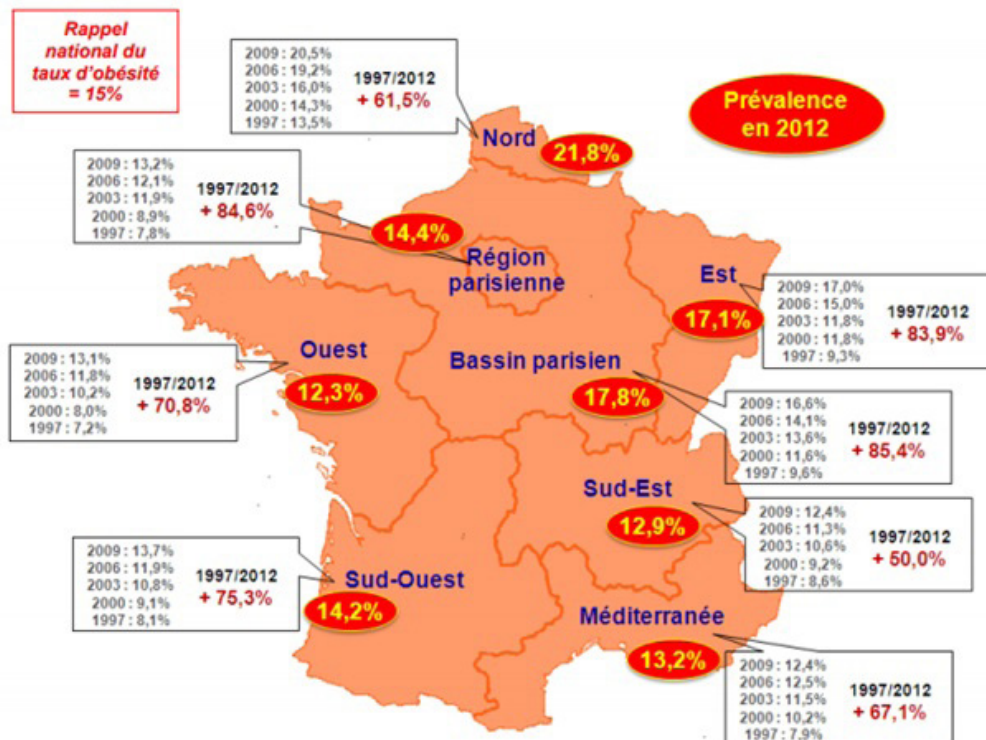 Rappel
national du
taux d'obésité
= 15%
2009 : 20,5%
2006 : 19,2%
2003 : 16,0%
2000 : 14,3%
1997 : 13,5%
1997/2012
+ 61,5%
Nord
21,8%
Prévalence
en 2012
2009 : 13,2%
2006 : 12,1%
2003 : 11,9%
2000 : 8,9%
1997 : 7,8%
1997/2012
+ 84,6%
14,4%
Région
parisienne
Est
17,1%
2009 : 17,0%
2006 : 15,0%
2003 : 11,8%
2000 : 11,8%
1997 : 9,3%
1997/2012
+ 83,9%
2009 : 13,1%
2006 : 11,8%
2003 : 10,2%
2000 : 8,0%
1997 : 7,2%
1997/2012
+ 70,8%
Ouest
12,3%
Bassin parisien
17,8%
2009 : 16,6%
2006 : 14,1%
2003 : 13,6%
2000 : 11,6%
1997 : 9,6%
1997/2012
+ 85,4%
Sud-Est
12,9%
2009 : 12,4%
2006 : 11,3%
2003 : 10,6%
2000 : 9,2%
1997 : 8,6%
1997/2012
+ 50,0%
2009 : 13,7%
2006 : 11,9%
2003 : 10,8%
2000 : 9,1%
1997 : 8,1%
1997/2012
+ 75,3%
Sud-Ouest
14,2%
Méditerranée
13,2%
2009 : 12,4%
2006 : 12,5%
2003 : 11,5%
2000 : 10,2%
1997 : 7,9%
1997/2012
+ 67,1%